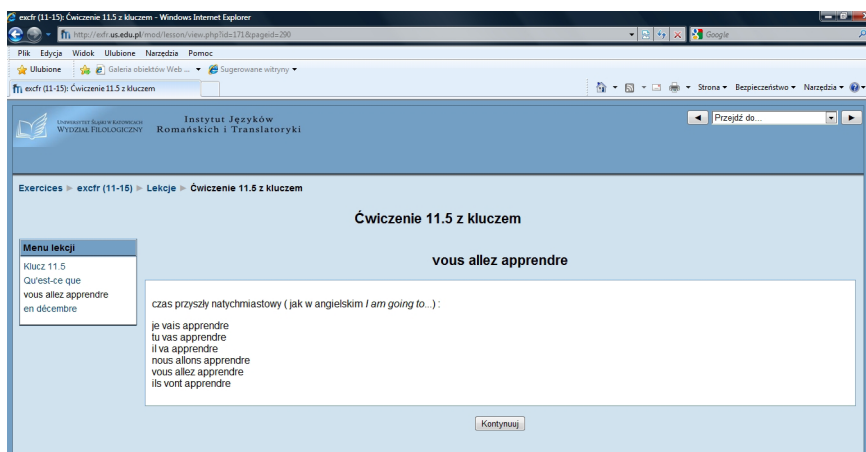 excfr (11-15): Ćwiczenie 11.5 z kluczem - Windows Internet Explorer
http://exfr.us.edu.pl/mod/lesson/view.php?id=171&pageid=290
Google
Plik Edycja Widok Ulubione Narzędzia Pomoc
Ulubione Galeria obiektów Web ... Sugerowane witryny
excfr (11-15): Ćwiczenie 11.5 z kluczem
Strona Bezpieczeństwo Narzędzia
Uniwersytet Śląski w Katowicach
Wydział Filologiczny
Instytut Języków
Romańskich i Translatoryki
Przejdź do...
Exercices ► excfr (11-15) ► Lekcje ► Ćwiczenie 11.5 z kluczem
Ćwiczenie 11.5 z kluczem
Menu lekcji
Klucz 11.5
Qu'est-ce que
vous allez apprendre
en décembre
vous allez apprendre
czas przyszły natychmiastowy ( jak w angielskim I am going to...) :
je vais apprendre
tu vas apprendre
il va apprendre
nous allons apprendre
vous allez apprendre
ils vont apprendre
Kontynuuj